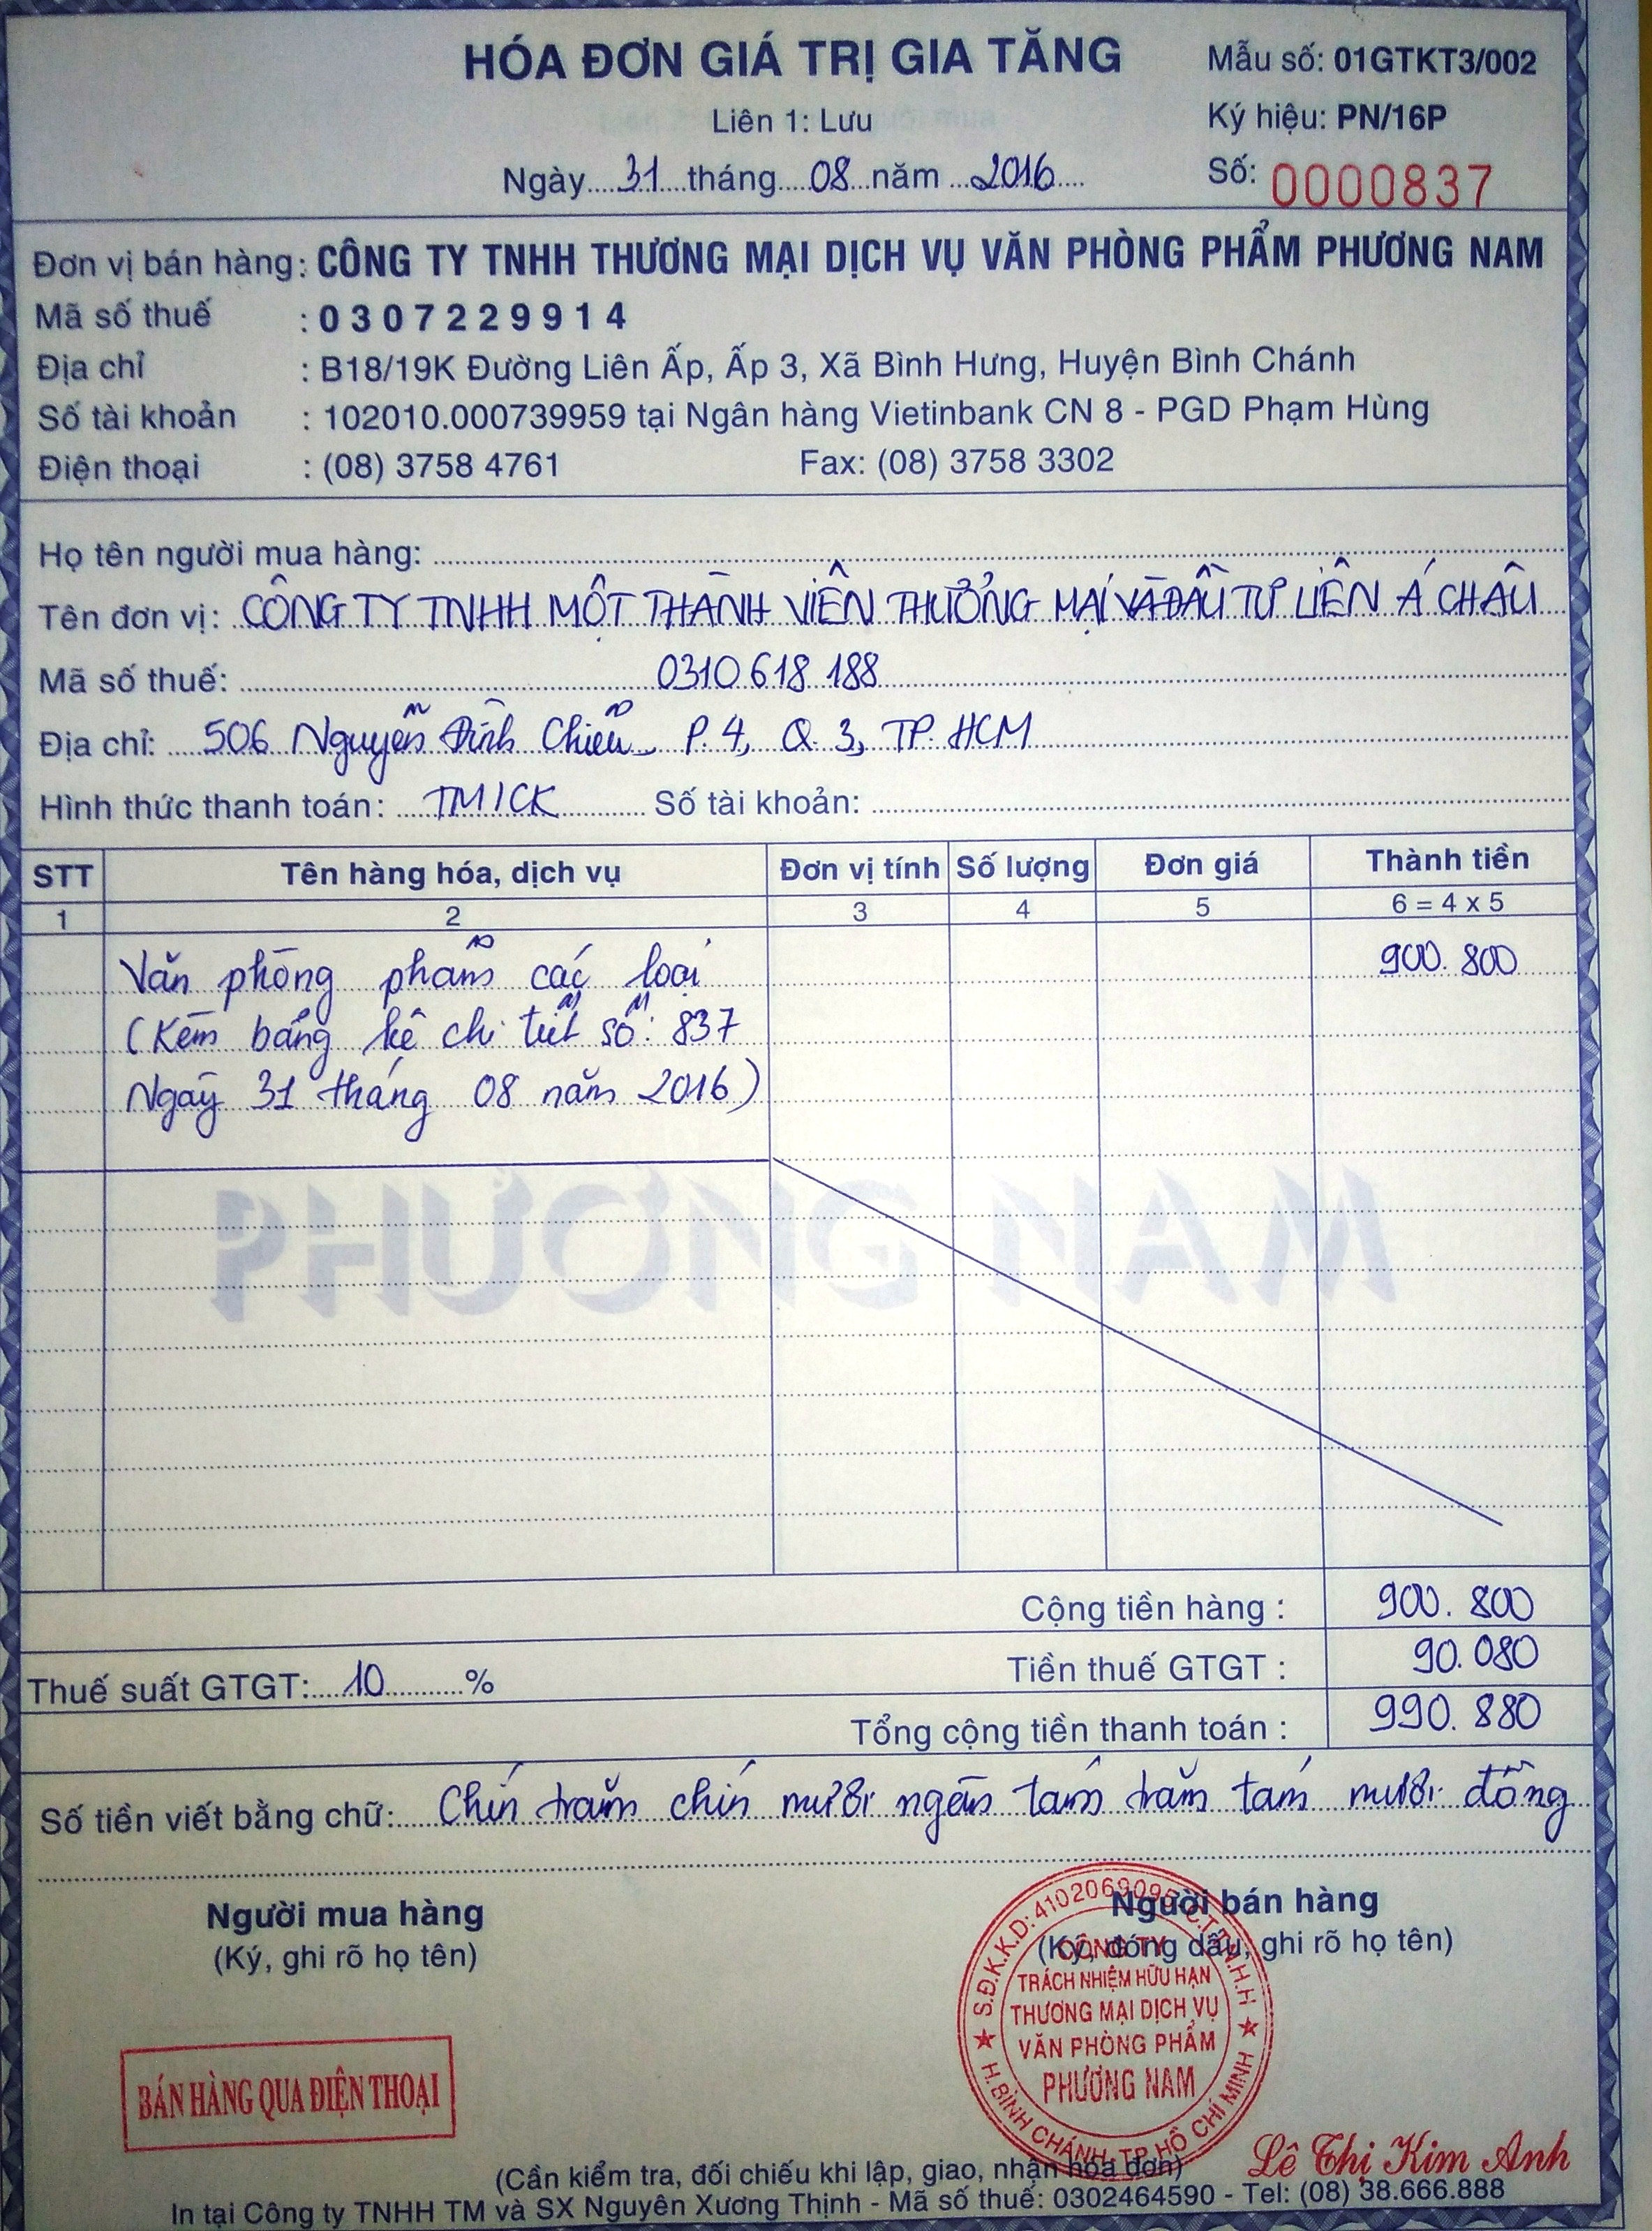 HÓA ĐƠN GIÁ TRỊ GIA TĂNG
Mẫu số: 01GTKT3/002
Liên 1: Lưu
Ký hiệu: PN/16P
Ngày 31 tháng 08 năm 2016
Số: 0000837
Đơn vị bán hàng: CÔNG TY TNHH THƯƠNG MẠI DỊCH VỤ VĂN PHÒNG PHẨM PHƯƠNG NAM
Mã số thuế : 0307229914
Địa chỉ : B18/19K Đường Liên Ấp, Ấp 3, Xã Bình Hưng, Huyện Bình Chánh
Số tài khoản : 102010.000739959 tại Ngân hàng Vietinbank CN 8 - PGD Phạm Hùng
Điện thoại : (08) 3758 4761 Fax: (08) 3758 3302
Họ tên người mua hàng:
Tên đơn vị: CÔNG TY TNHH MỘT THÀNH VIÊN THƯƠNG MẠI VÀ ĐẦU TƯ LIÊN Á CHÂU
Mã số thuế: 0310618188
Địa chỉ: 506 Nguyễn Đình Chiểu, P.4, Q.3, TP. HCM
Hình thức thanh toán: TM/CK Số tài khoản:
STT Tên hàng hóa, dịch vụ Đơn vị tính Số lượng Đơn giá Thành tiền
1 2 3 4 5 6 = 4 x 5
Văn phòng phẩm các loại 900.800
(Kèm bảng kê chi tiết số: 837
Ngày 31 tháng 08 năm 2016)
PHƯƠNG NAM
Cộng tiền hàng : 900.800
Thuế suất GTGT: 10 % Tiền thuế GTGT : 90.080
Tổng cộng tiền thanh toán : 990.880
Số tiền viết bằng chữ: Chín trăm chín mươi ngàn tám trăm tám mươi đồng
Người mua hàng
(Ký, ghi rõ họ tên)
Người bán hàng
(Ký, đóng dấu, ghi rõ họ tên)
BÁN HÀNG QUA ĐIỆN THOẠI
CÔNG TY
TRÁCH NHIỆM HỮU HẠN
THƯƠNG MẠI DỊCH VỤ
VĂN PHÒNG PHẨM
PHƯƠNG NAM
H.BÌNH CHÁNH-TP.HỒ CHÍ MINH
Lê Thị Kim Anh
(Cần kiểm tra, đối chiếu khi lập, giao, nhận hóa đơn)
In tại Công ty TNHH TM và SX Nguyên Xương Thịnh - Mã số thuế: 0302464590 - Tel: (08) 38.666.888